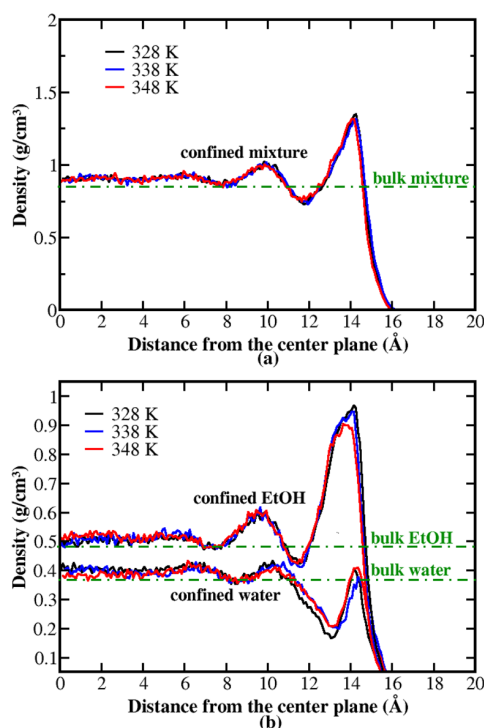 2
328 K
338 K
348 K
1.5
confined mixture
Density (g/cm³)
1
bulk mixture
0.5
0
0 2 4 6 8 10 12 14 16 18 20
Distance from the center plane (Å)
(a)
1
328 K
0.9
338 K
348 K
0.8
0.7
confined EtOH
Density (g/cm³)
0.6
bulk EtOH
0.5
bulk water
0.4
confined water
0.3
0.2
0.1
0 2 4 6 8 10 12 14 16 18 20
Distance from the center plane (Å)
(b)